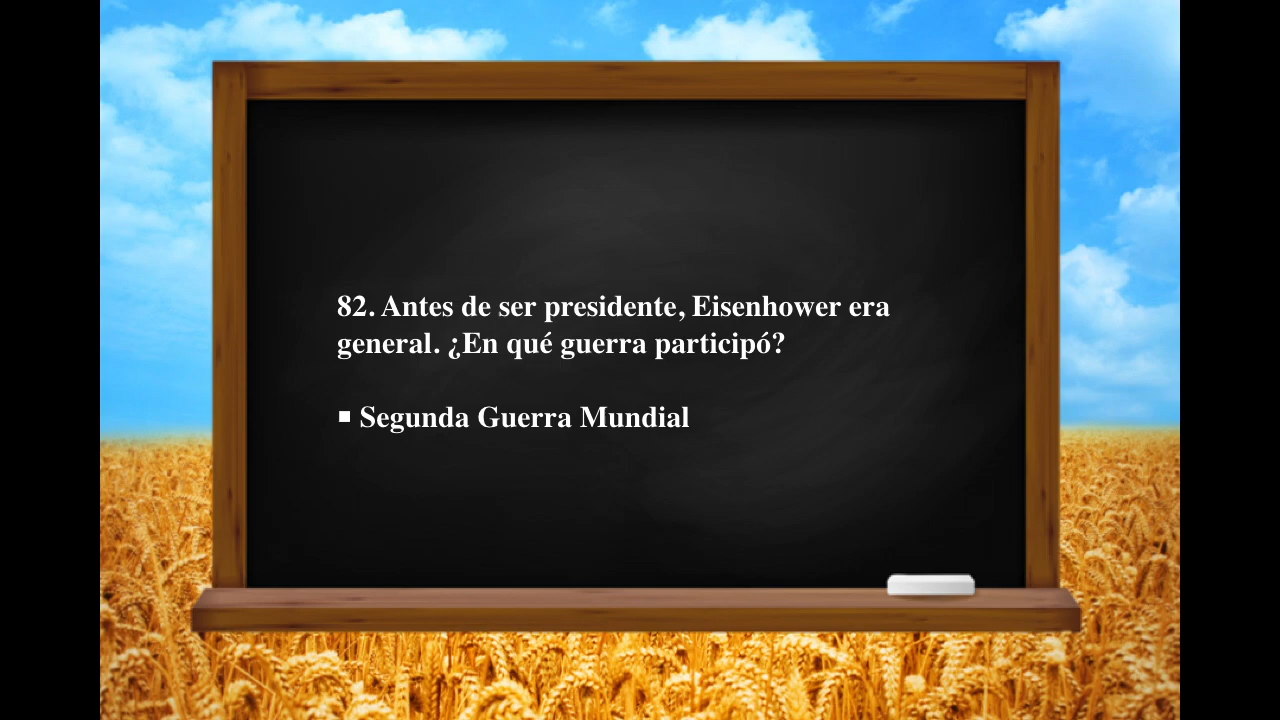 82. Antes de ser presidente, Eisenhower era
general. ¿En qué guerra participó?
▪ Segunda Guerra Mundial